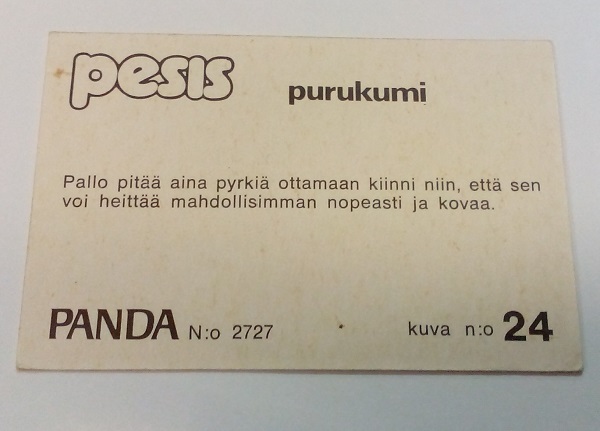 pesis purukumi
Pallo pitää aina pyrkiä ottamaan kiinni niin, että sen
voi heittää mahdollisimman nopeasti ja kovaa.
PANDA N:o 2727 kuva n:o 24